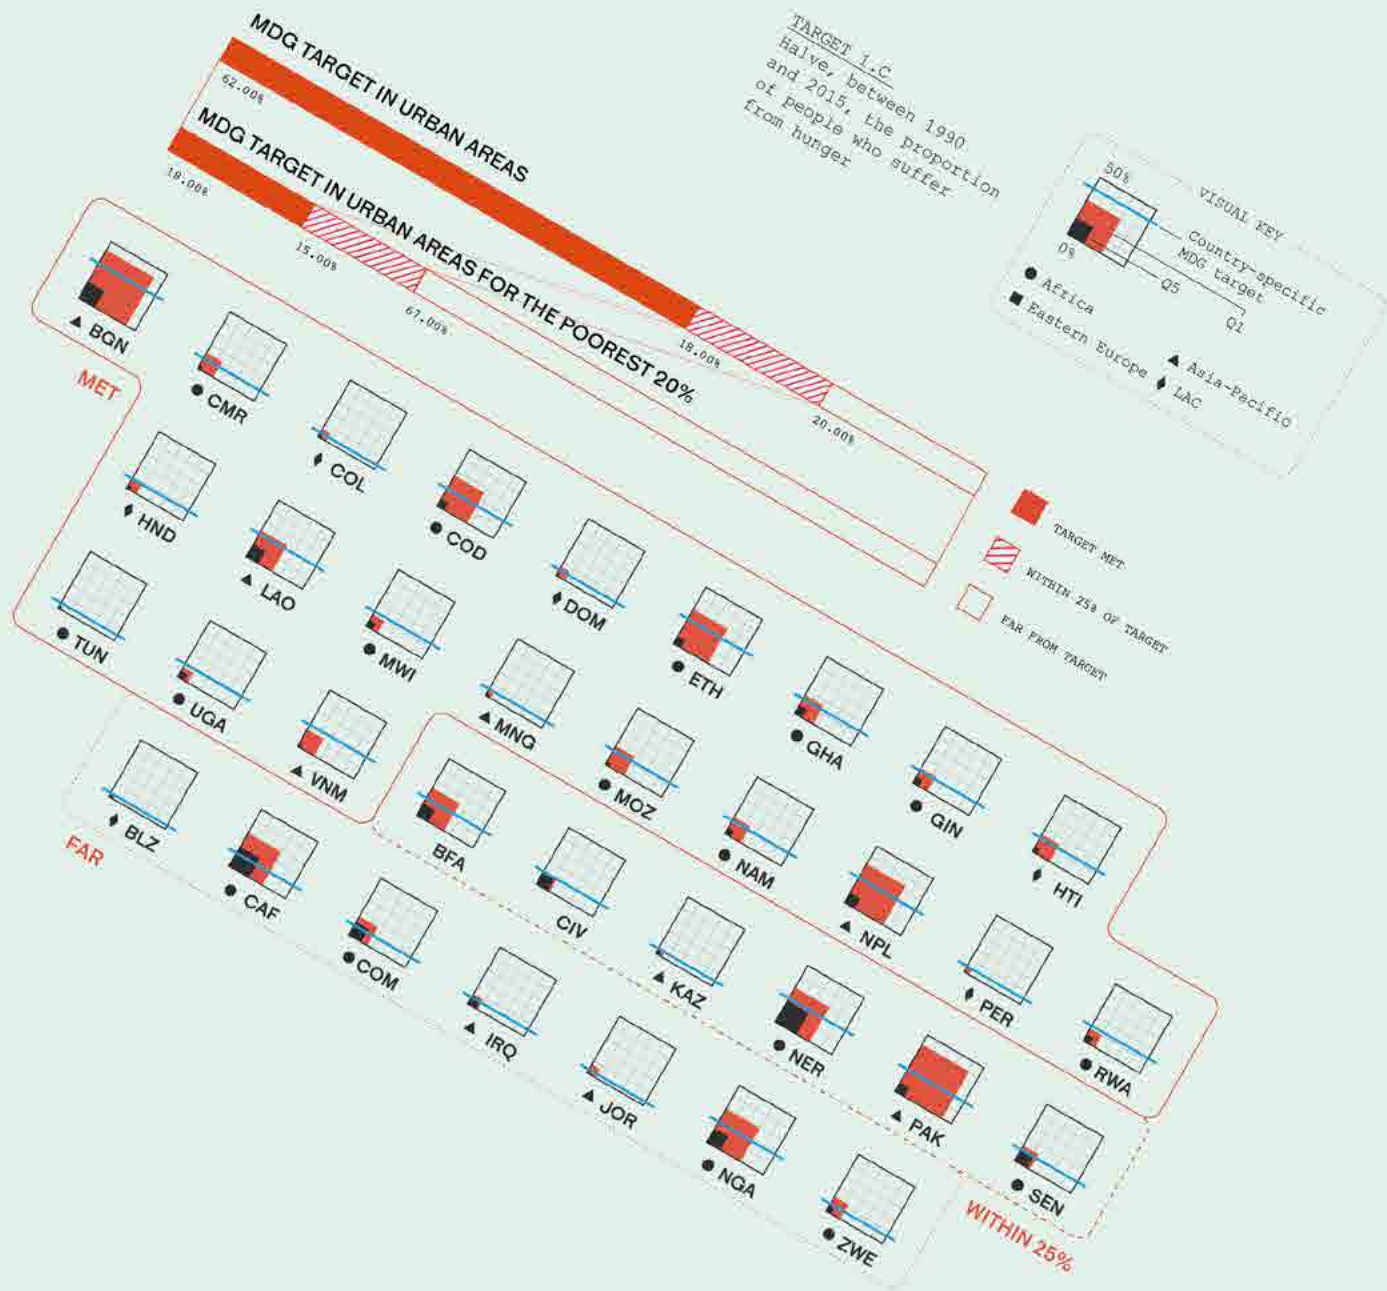 MDG TARGET IN URBAN AREAS
62.00%
18.00%
20.00%
MDG TARGET IN URBAN AREAS FOR THE POOREST 20%
18.00%
15.00%
67.00%
TARGET 1.C
Halve, between 1990
and 2015, the proportion
of people who suffer
from hunger
VISUAL KEY
50%
0%
Country-specific
MDG target
Q5
Q1
Africa
Eastern Europe
Asia-Pacific
LAC
TARGET MET
WITHIN 25% OF TARGET
FAR FROM TARGET
MET
BGN
CMR
COL
COD
DOM
ETH
GHA
GIN
HTI
HND
LAO
MWI
MNG
MOZ
NAM
NPL
PER
RWA
TUN
UGA
VNM
BFA
CIV
KAZ
NER
PAK
SEN
WITHIN 25%
FAR
BLZ
CAF
COM
IRQ
JOR
NGA
ZWE